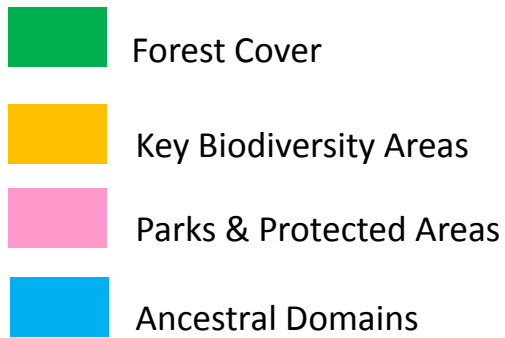 Forest Cover
Key Biodiversity Areas
Parks & Protected Areas
Ancestral Domains